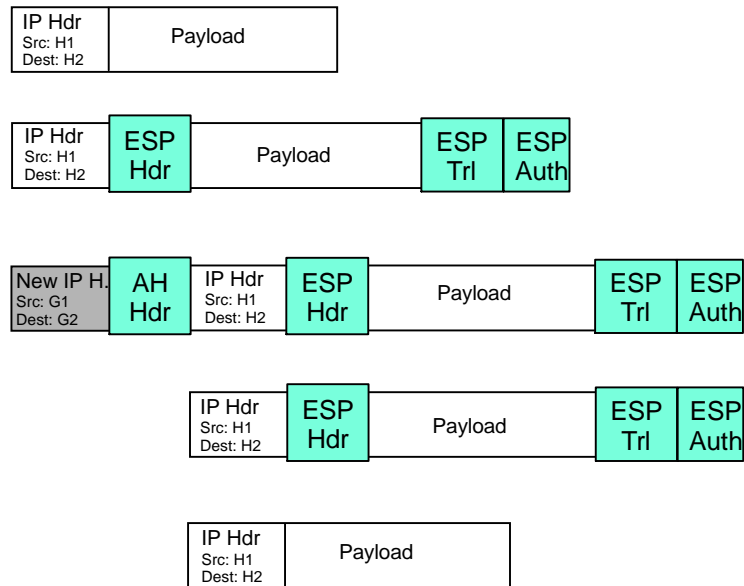 IP Hdr
Src: H1
Dest: H2
Payload
IP Hdr
Src: H1
Dest: H2
ESP
Hdr
Payload
ESP
Trl
ESP
Auth
New IP H.
Src: G1
Dest: G2
AH
Hdr
IP Hdr
Src: H1
Dest: H2
ESP
Hdr
Payload
ESP
Trl
ESP
Auth
IP Hdr
Src: H1
Dest: H2
ESP
Hdr
Payload
ESP
Trl
ESP
Auth
IP Hdr
Src: H1
Dest: H2
Payload